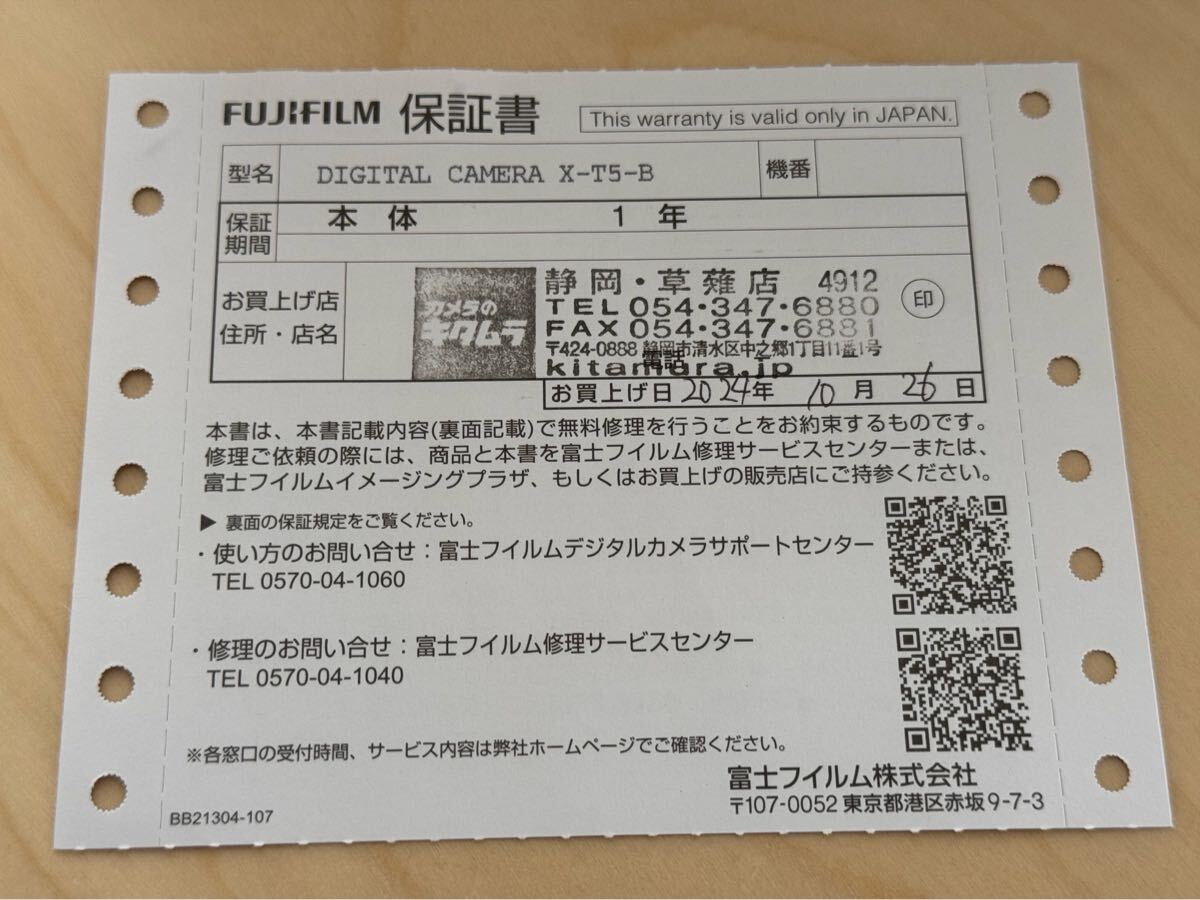 FUJIFILM 保証書 This warranty is valid only in JAPAN.
型名 DIGITAL CAMERA X-T5-B 機番
保証期間 本体 1年
お買上げ店
住所・店名
カメラの
キタムラ
静岡・草薙店 4912
TEL 054・347・6880
FAX 054・347・6881
〒424-0888 静岡市清水区中之郷1丁目11番1号
電話
kitamura.jp
印
お買上げ日 2024年 10月 26日
本書は、本書記載内容(裏面記載)で無料修理を行うことをお約束するものです。
修理ご依頼の際には、商品と本書を富士フイルム修理サービスセンターまたは、
富士フイルムイメージングプラザ、もしくはお買上げの販売店にご持参ください。
▶ 裏面の保証規定をご覧ください。
・使い方のお問い合せ：富士フイルムデジタルカメラサポートセンター
TEL 0570-04-1060
・修理のお問い合せ：富士フイルム修理サービスセンター
TEL 0570-04-1040
※各窓口の受付時間、サービス内容は弊社ホームページでご確認ください。
富士フイルム株式会社
〒107-0052 東京都港区赤坂9-7-3
BB21304-107